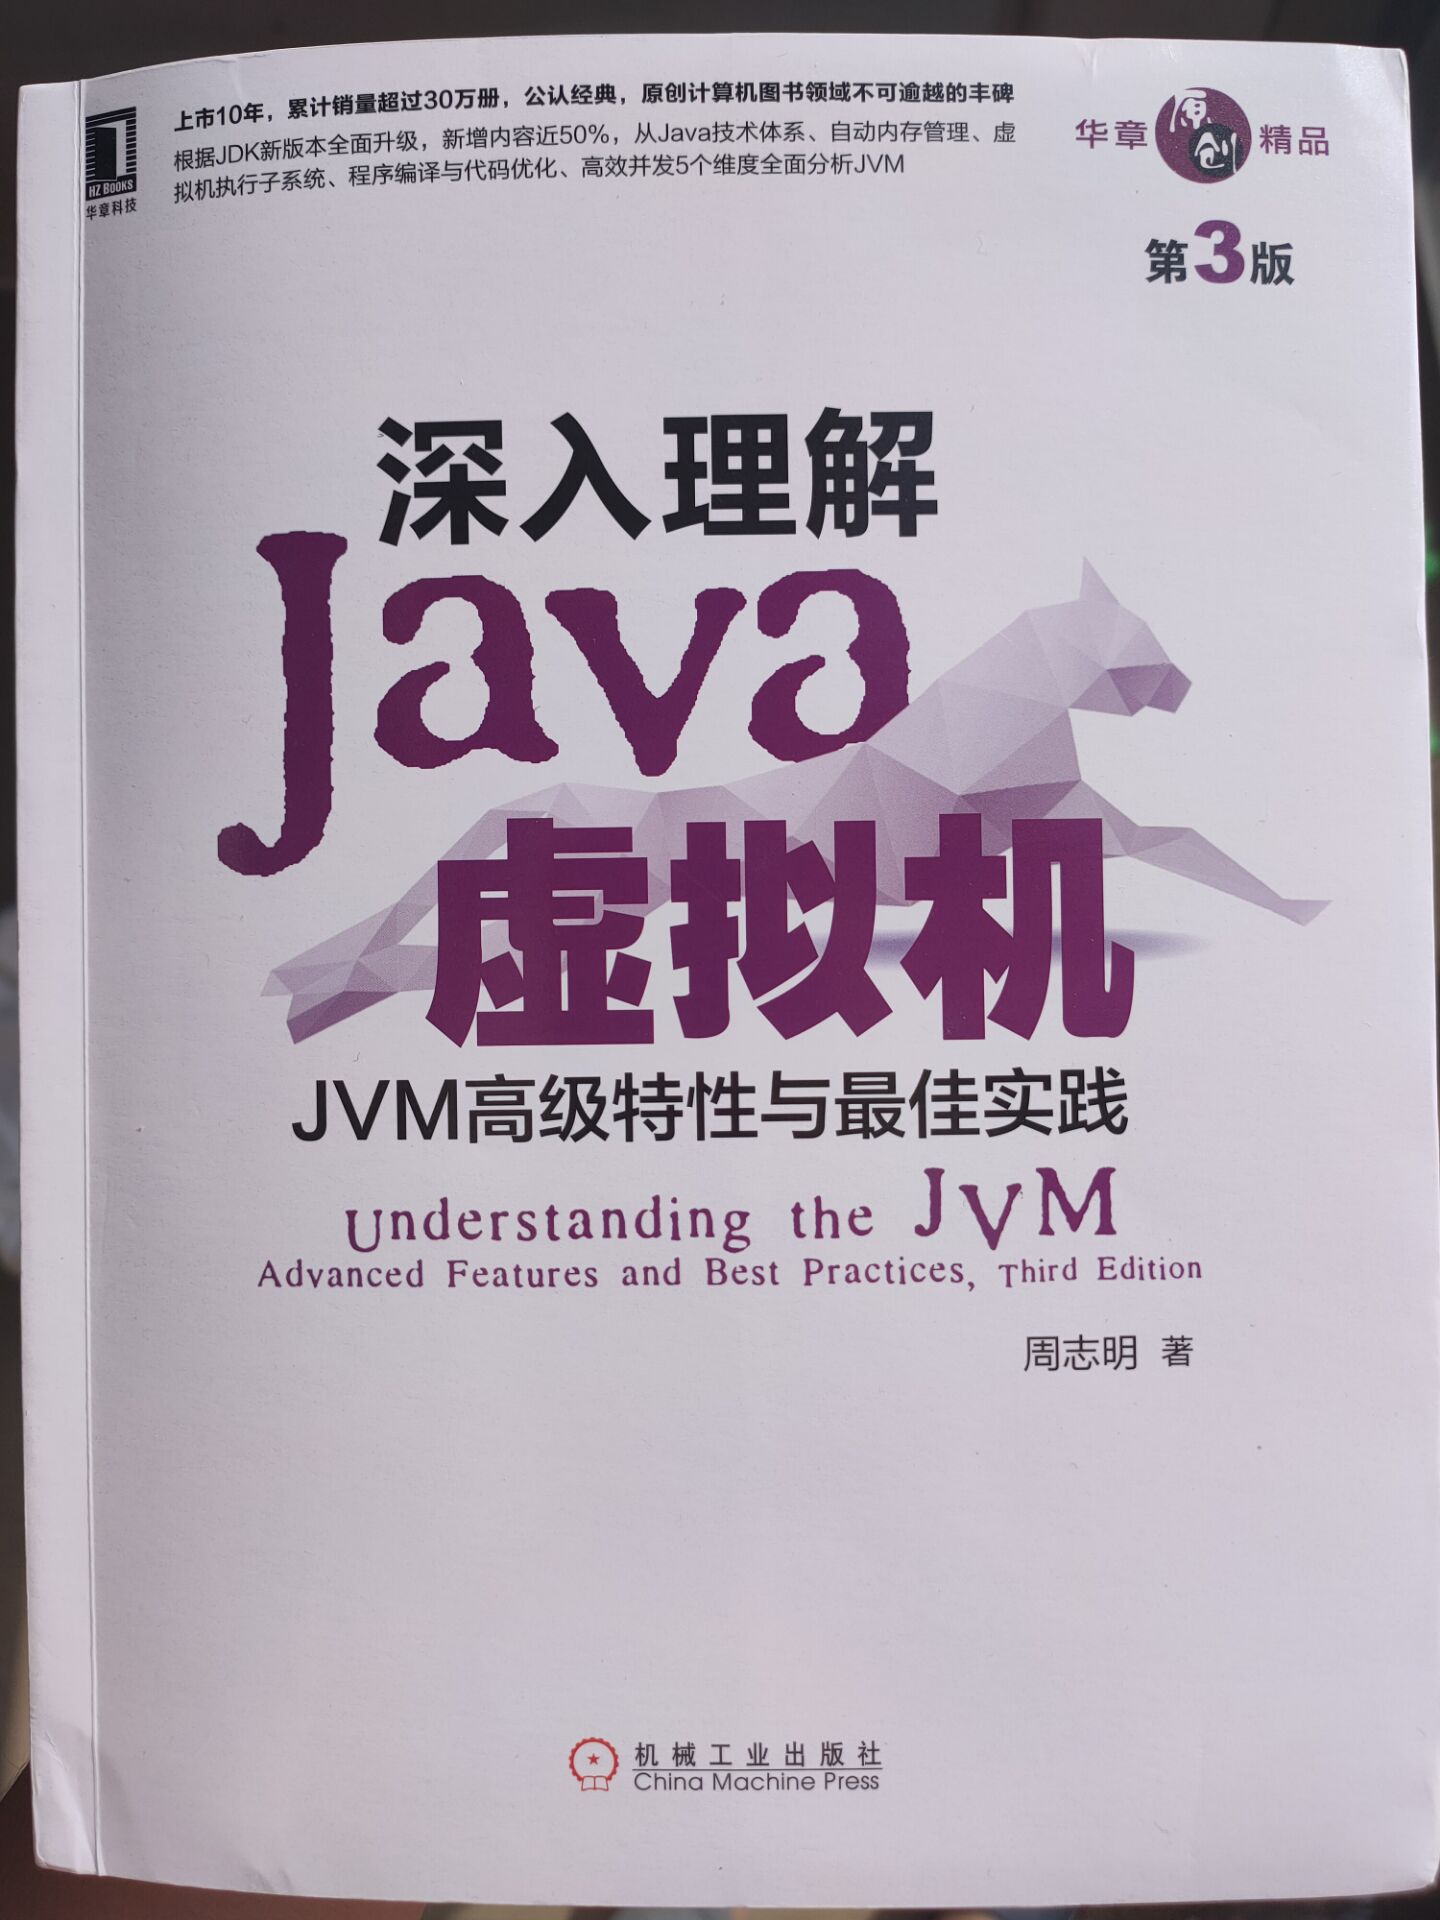 上市10年，累计销量超过30万册，公认经典，原创计算机图书领域不可逾越的丰碑
根据JDK新版本全面升级，新增内容近50%，从Java技术体系、自动内存管理、虚
拟机执行子系统、程序编译与代码优化、高效并发5个维度全面分析JVM
HZ BOOKS
华章科技
华章原创精品
第3版
深入理解
Java
虚拟机
JVM高级特性与最佳实践
Understanding the JVM
Advanced Features and Best Practices, Third Edition
周志明 著
机械工业出版社
China Machine Press